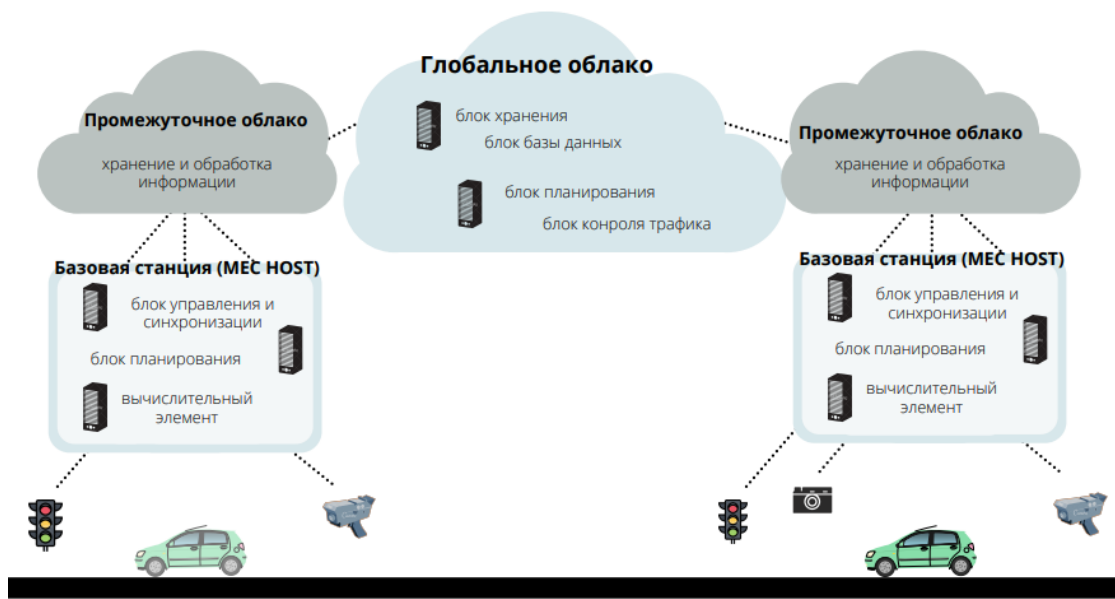 Глобальное облако
блок хранения
блок базы данных
блок планирования
блок конроля трафика
Промежуточное облако
хранение и обработка
информации
Базовая станция (MEC HOST)
блок управления и
синхронизации
блок планирования
вычислительный
элемент
Промежуточное облако
хранение и обработка
информации
Базовая станция (MEC HOST)
блок управления и
синхронизации
блок планирования
вычислительный
элемент